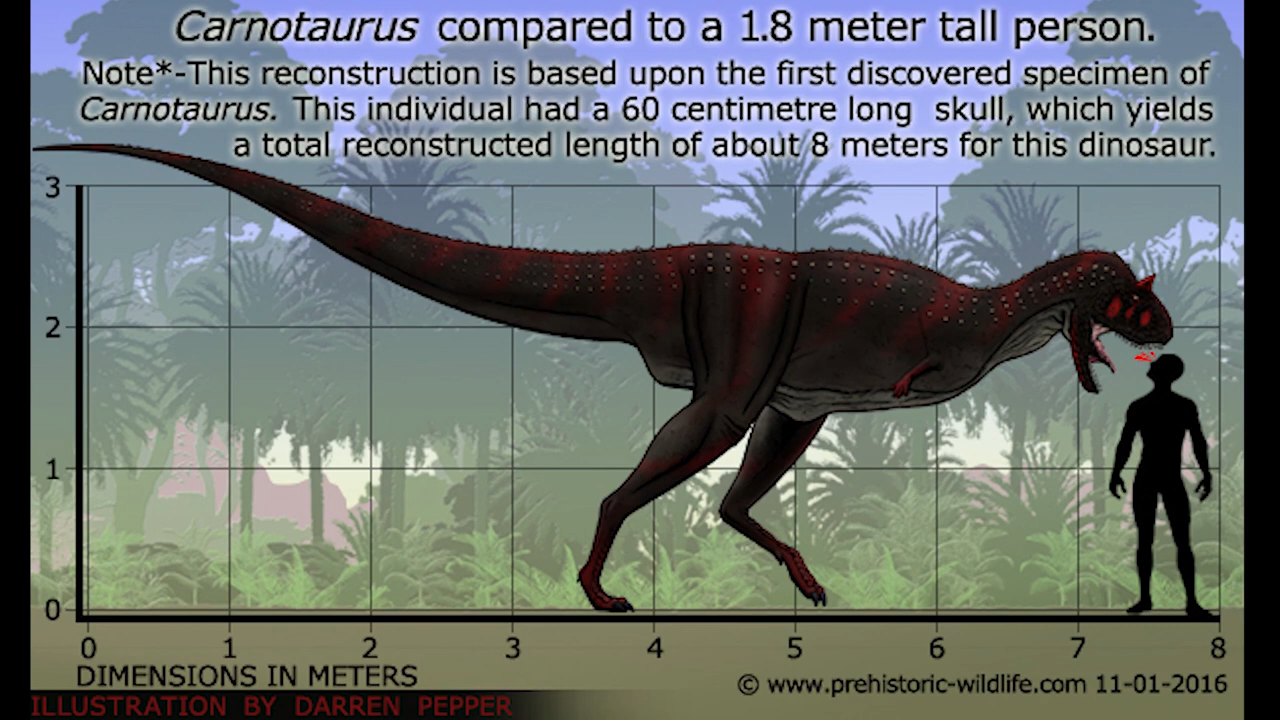 Carnotaurus compared to a 1.8 meter tall person.
Note*-This reconstruction is based upon the first discovered specimen of
Carnotaurus. This individual had a 60 centimetre long skull, which yields
a total reconstructed length of about 8 meters for this dinosaur.
3
2
1
0
0 1 2 3 4 5 6 7 8
DIMENSIONS IN METERS
© www.prehistoric-wildlife.com 11-01-2016
ILLUSTRATION BY DARREN PEPPER